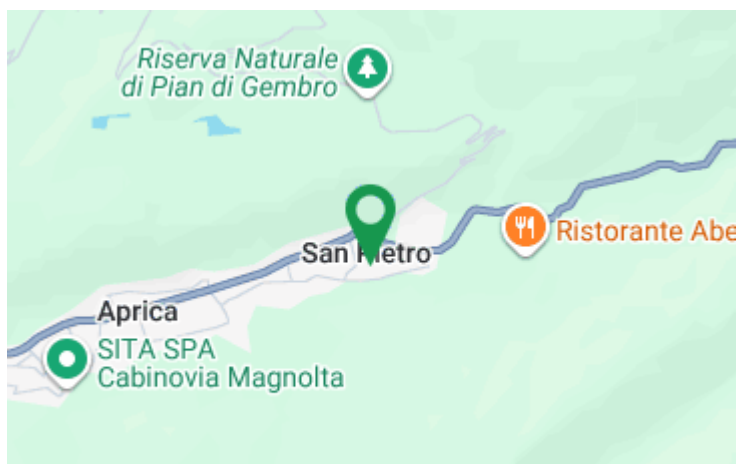 Riserva Naturale
di Pian di Gembro
San Pietro
Ristorante Abe
Aprica
SITA SPA
Cabinovia Magnolta